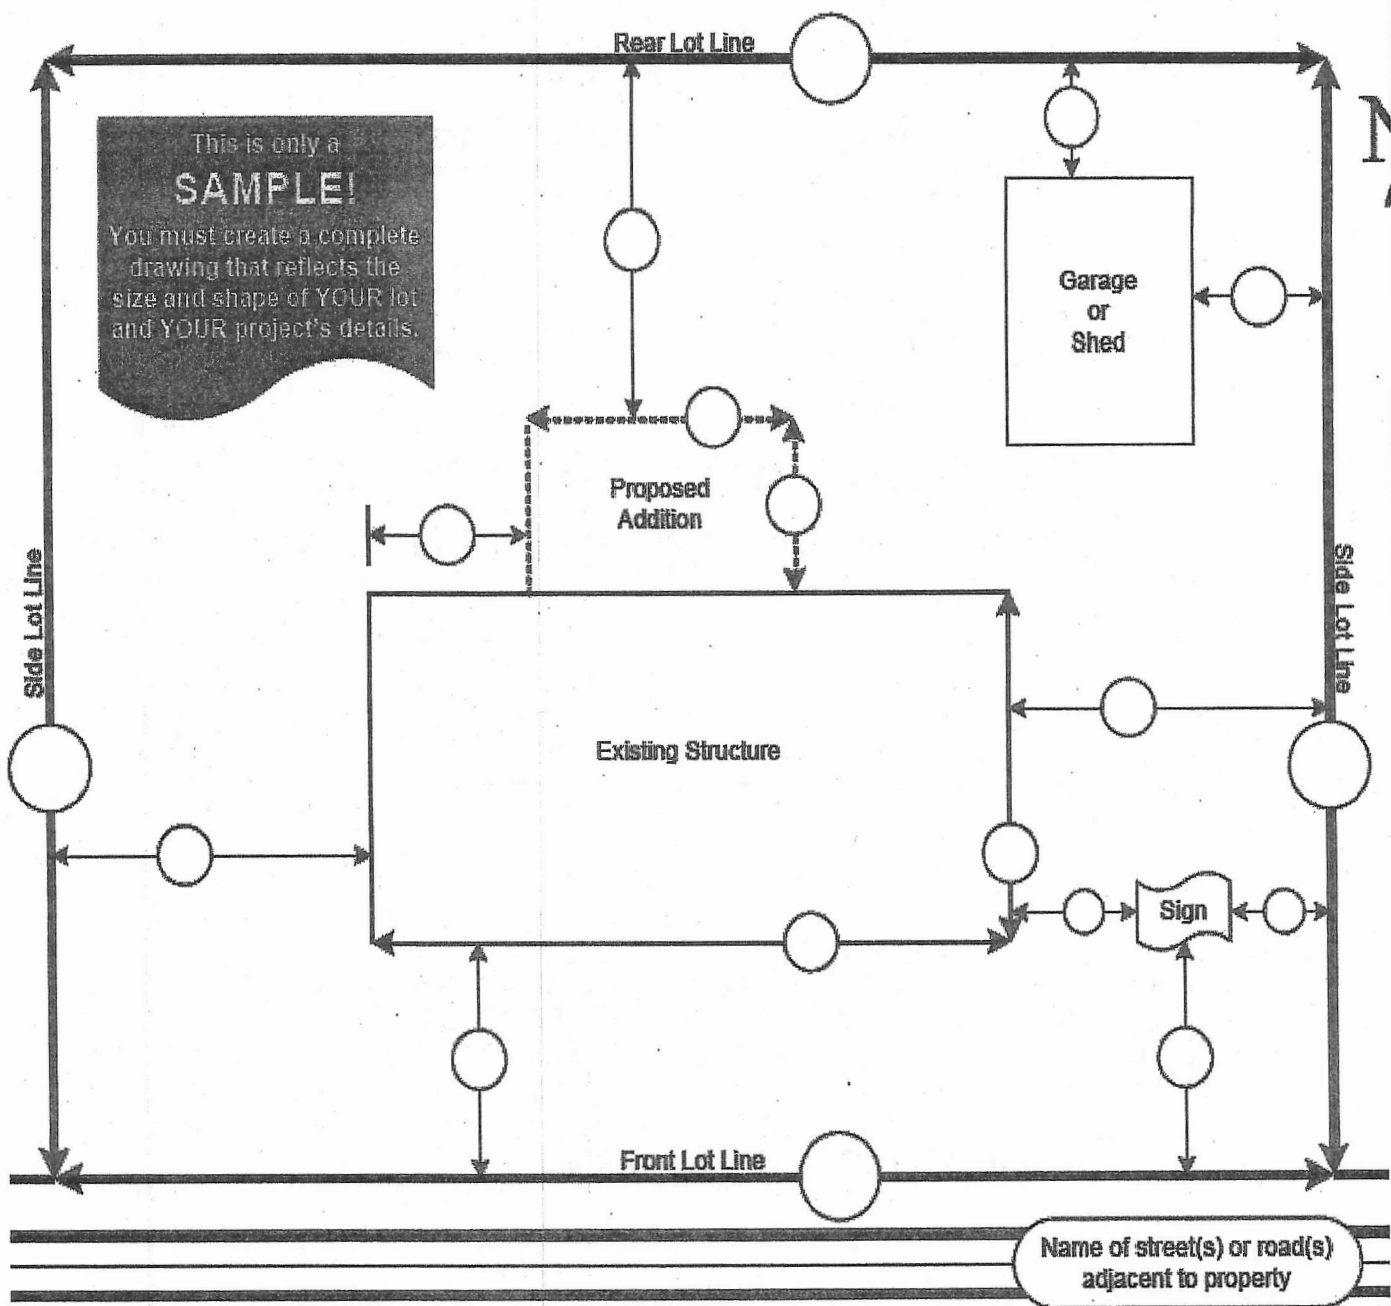 Rear Lot Line
N
This is only a
SAMPLE!
You must create a complete
drawing that reflects the
size and shape of YOUR lot
and YOUR project's details.
Garage
or
Shed
Proposed
Addition
Side Lot Line
Side Lot Line
Existing Structure
Sign
Front Lot Line
Name of street(s) or road(s)
adjacent to property